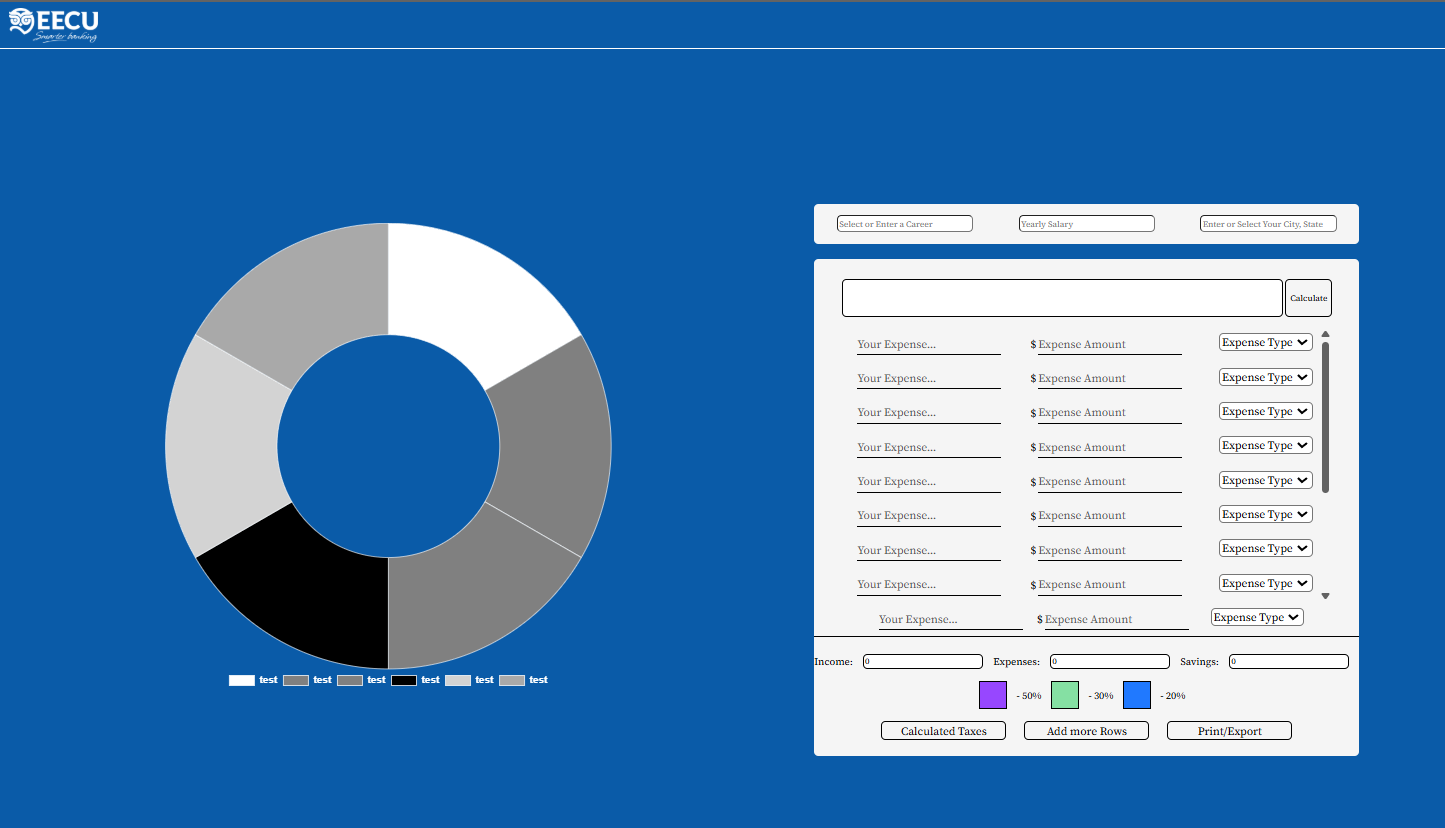 EECU
Smarter banking
Select or Enter a Career Yearly Salary Enter or Select Your City, State
Calculate
Your Expense... $ Expense Amount Expense Type
Your Expense... $ Expense Amount Expense Type
Your Expense... $ Expense Amount Expense Type
Your Expense... $ Expense Amount Expense Type
Your Expense... $ Expense Amount Expense Type
Your Expense... $ Expense Amount Expense Type
Your Expense... $ Expense Amount Expense Type
Your Expense... $ Expense Amount Expense Type
Your Expense... $ Expense Amount Expense Type
Income: 0 Expenses: 0 Savings: 0
- 50% - 30% - 20%
Calculated Taxes Add more Rows Print/Export
test test test test test test